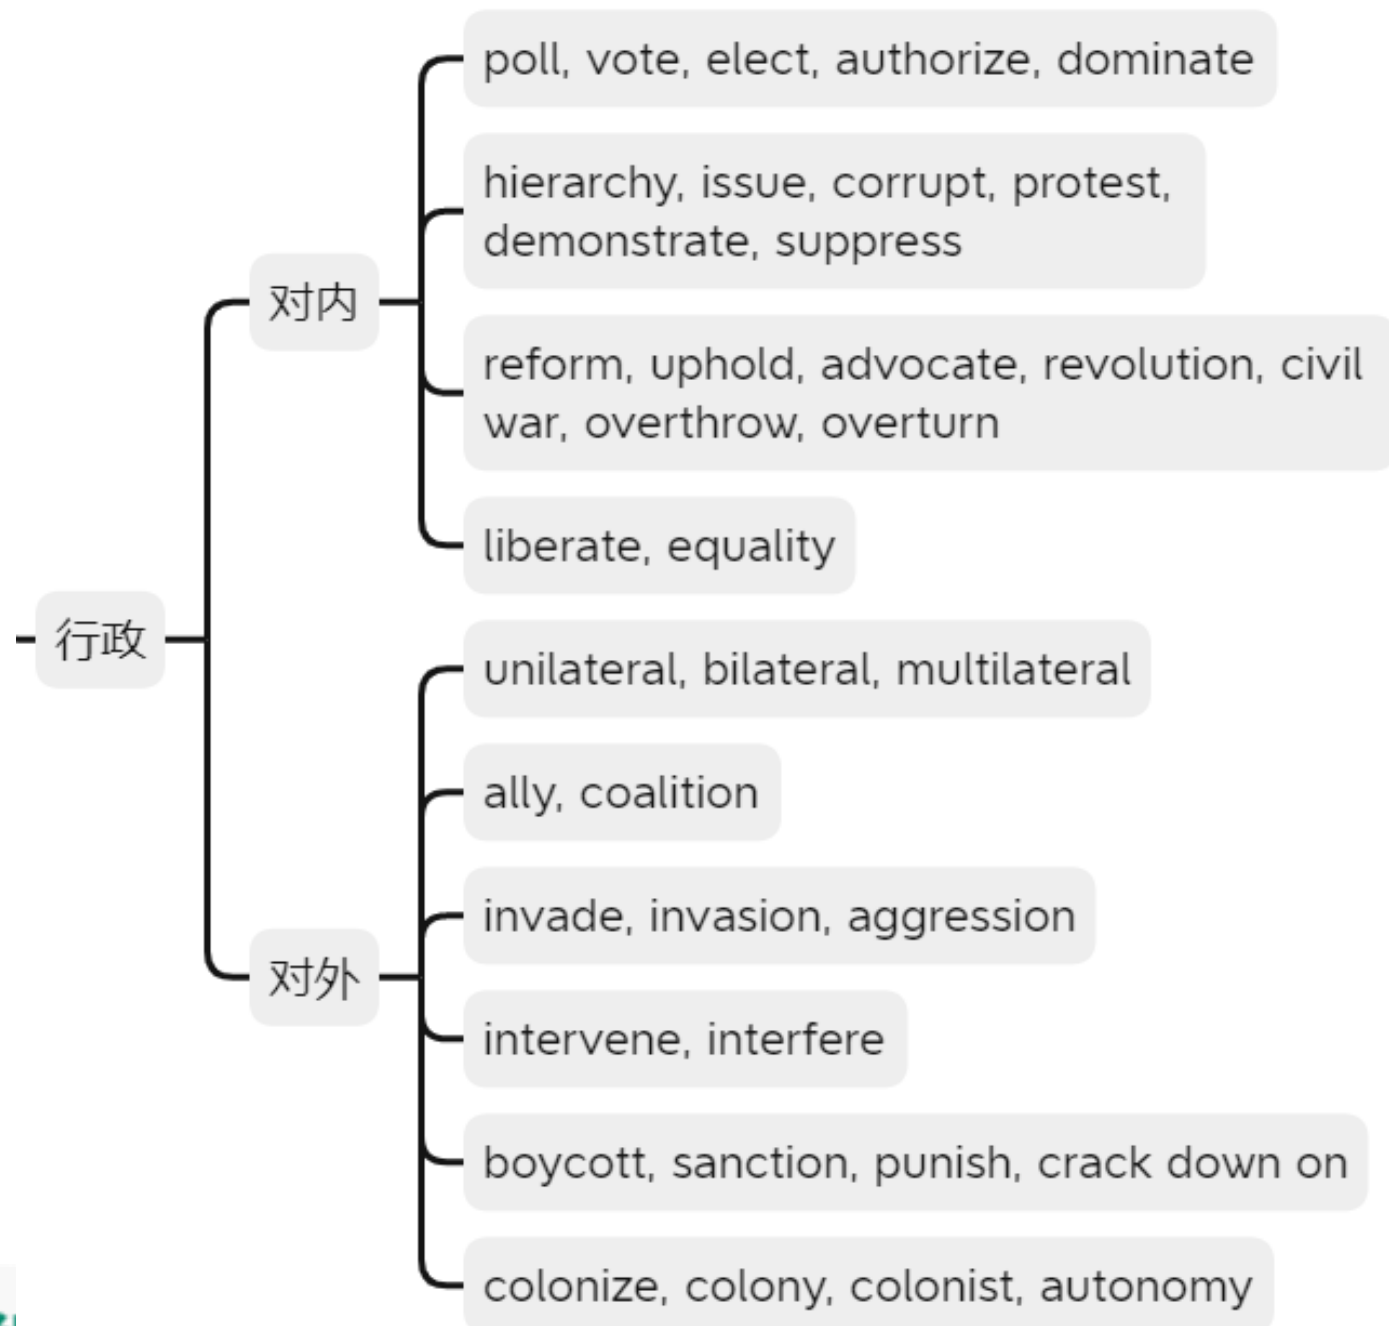 行政
对内
poll, vote, elect, authorize, dominate
hierarchy, issue, corrupt, protest,
demonstrate, suppress
reform, uphold, advocate, revolution, civil
war, overthrow, overturn
liberate, equality
对外
unilateral, bilateral, multilateral
ally, coalition
invade, invasion, aggression
intervene, interfere
boycott, sanction, punish, crack down on
colonize, colony, colonist, autonomy